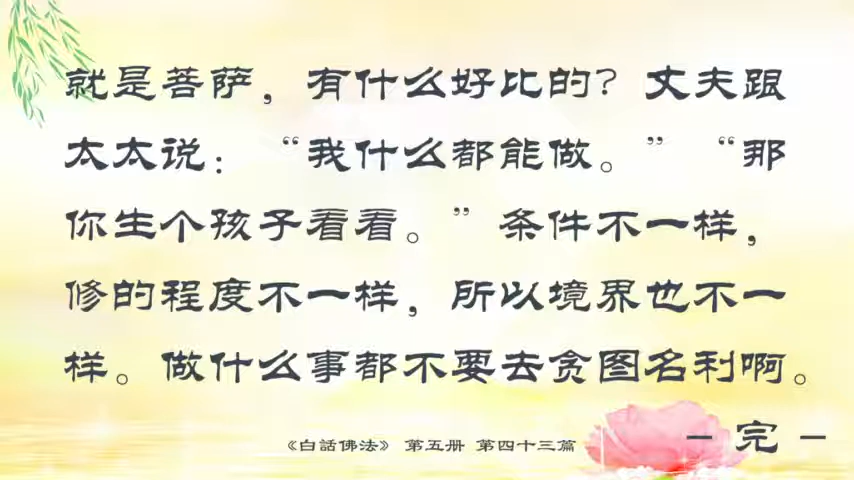 就是菩萨，有什么好比的？丈夫跟
太太说：“我什么都能做。”“那
你生个孩子看看。”条件不一样，
修的程度不一样，所以境界也不一
样。做什么事都不要去贪图名利啊。
－完－
《白話佛法》 第五册 第四十三篇